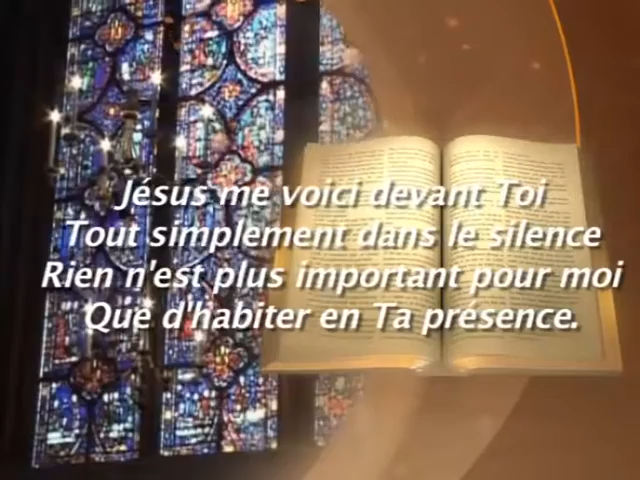 Jésus me voici devant Toi
Tout simplement dans le silence
Rien n'est plus important pour moi
Que d'habiter en Ta présence.